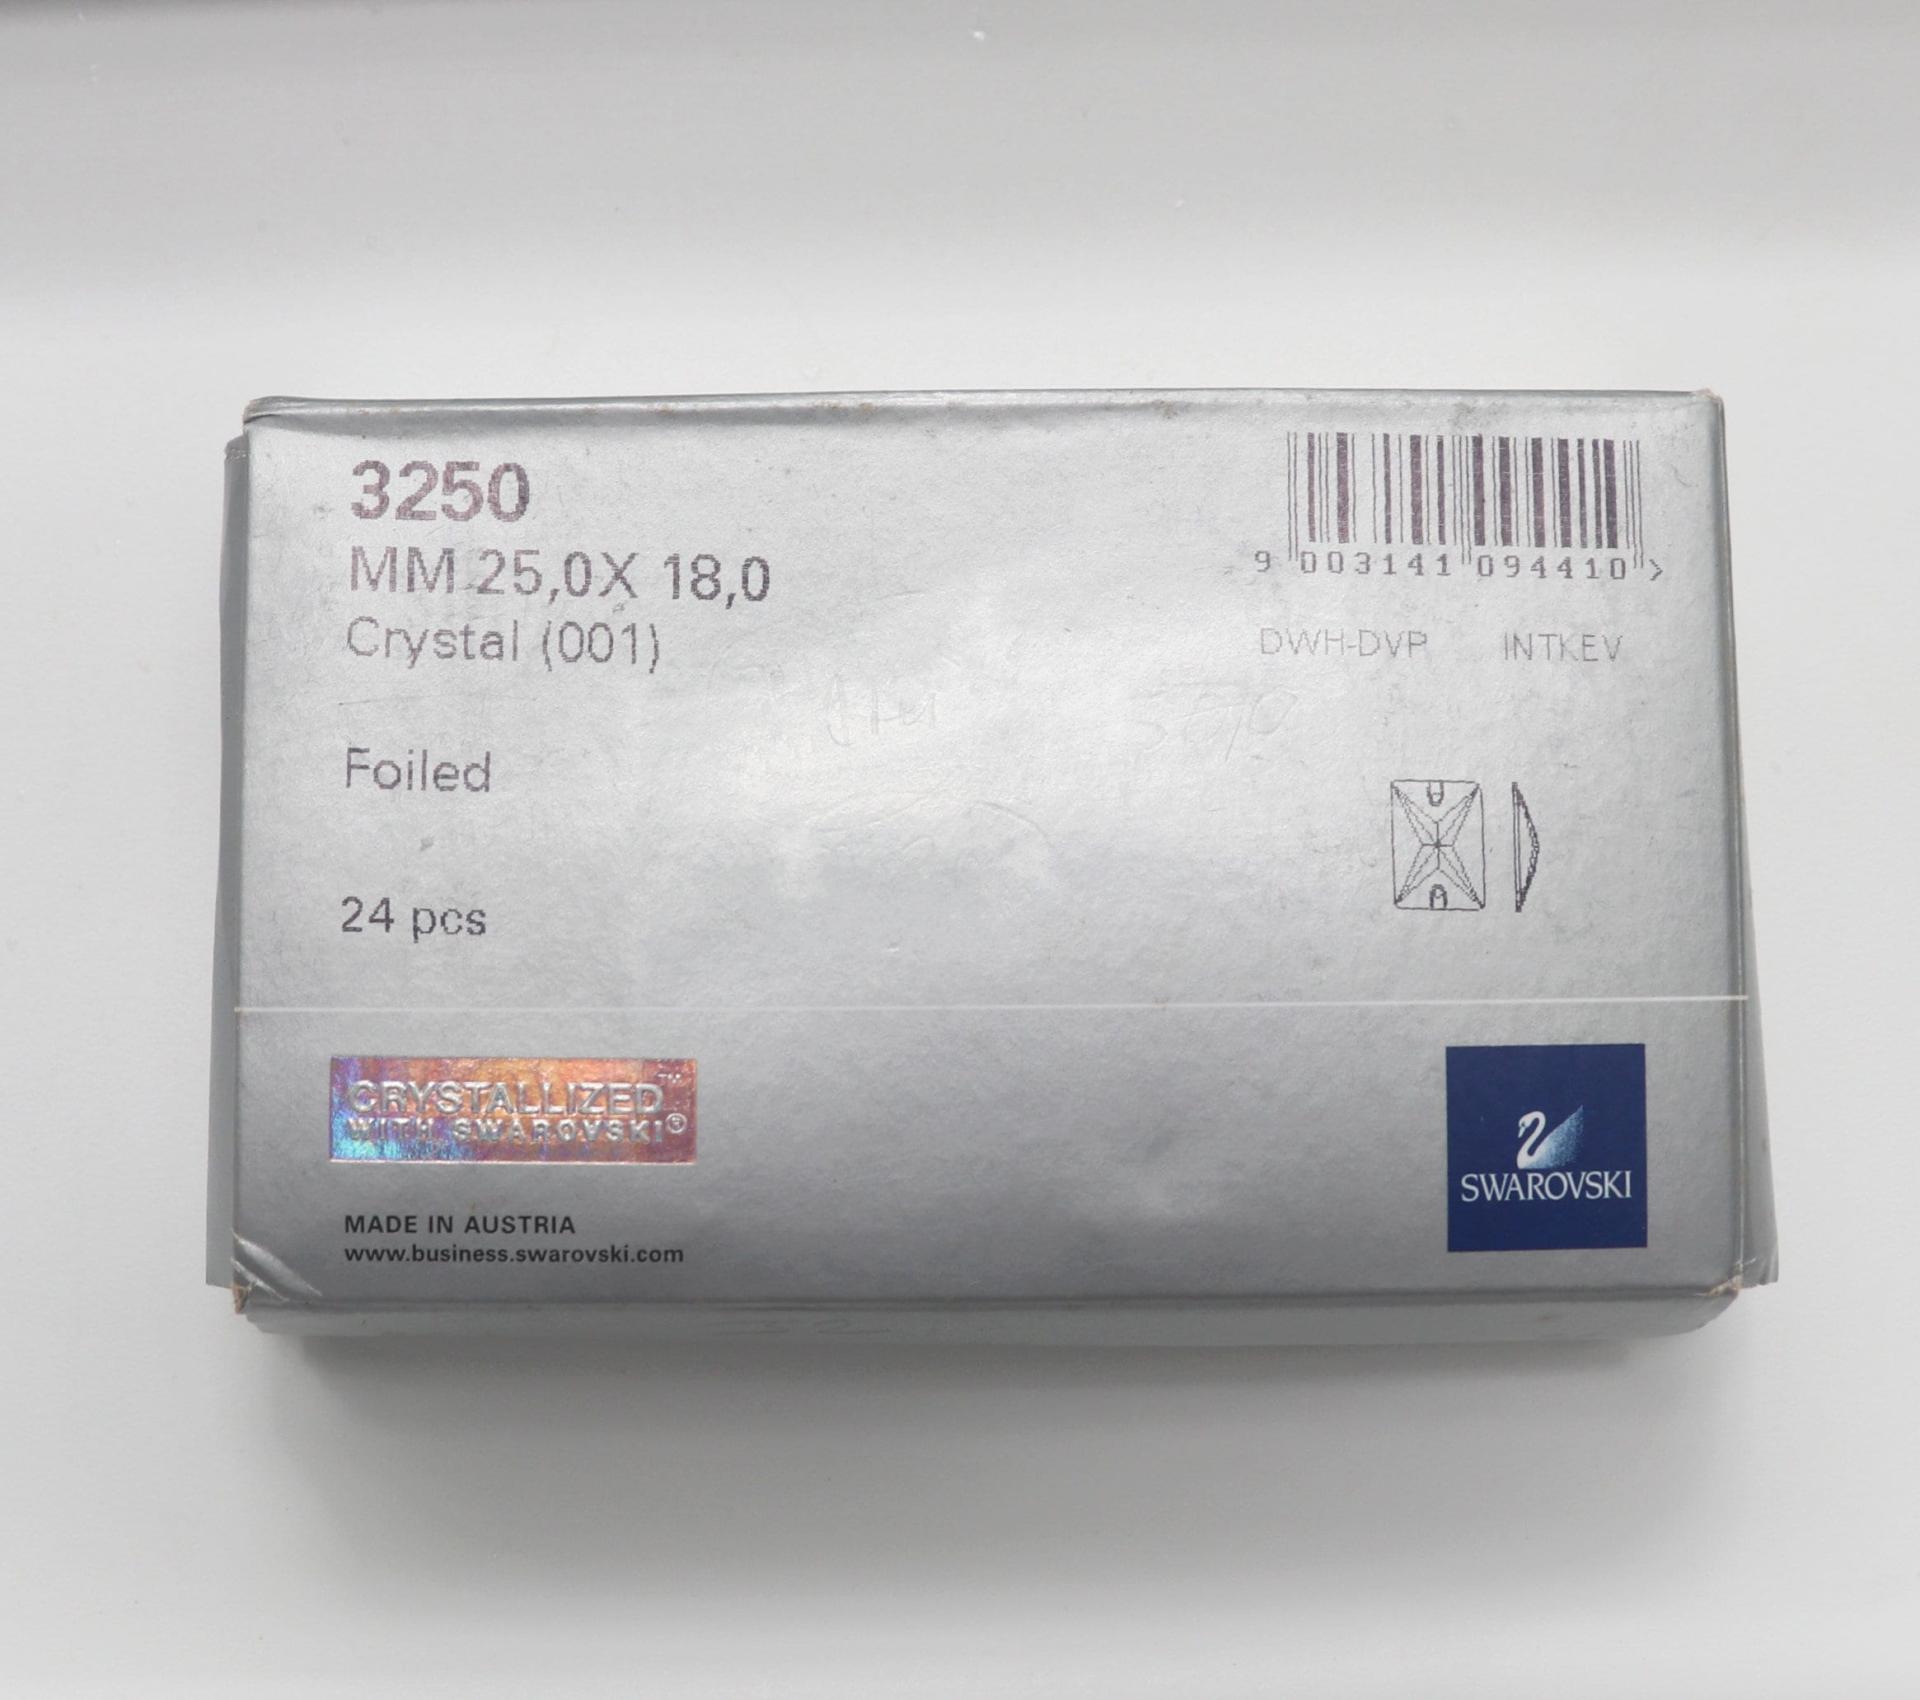 3250
MM 25,0X 18,0
Crystal (001)
Foiled
24 pcs
9 003141 094410 >
DWH-DVP INTKEV
CRYSTALLIZED™
WITH SWAROVSKI®
MADE IN AUSTRIA
www.business.swarovski.com
SWAROVSKI